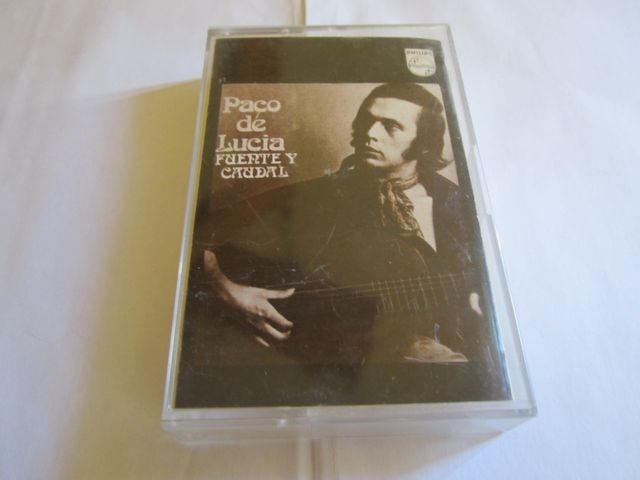 PHILIPS
Paco
de
Lucia
FUENTE Y
CAUDAL